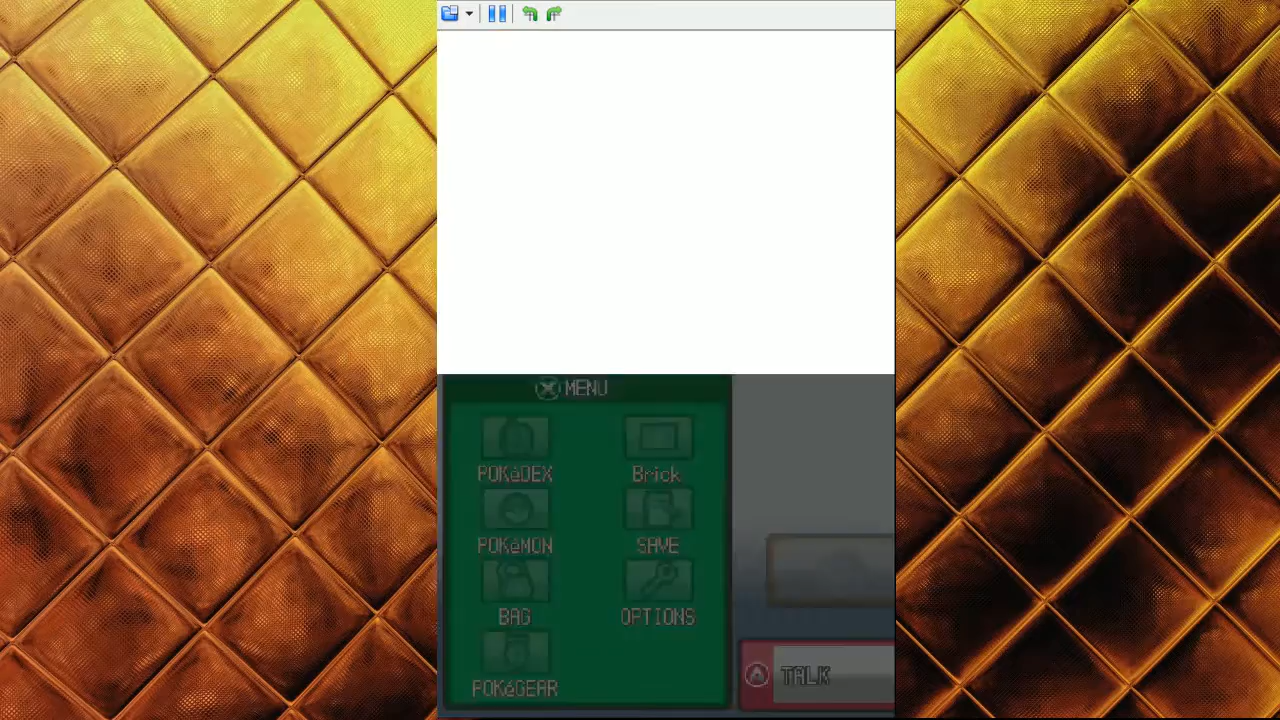 X MENU
POKéDEX
Brick
POKéMON
SAVE
BAG
OPTIONS
POKéGEAR
A TALK